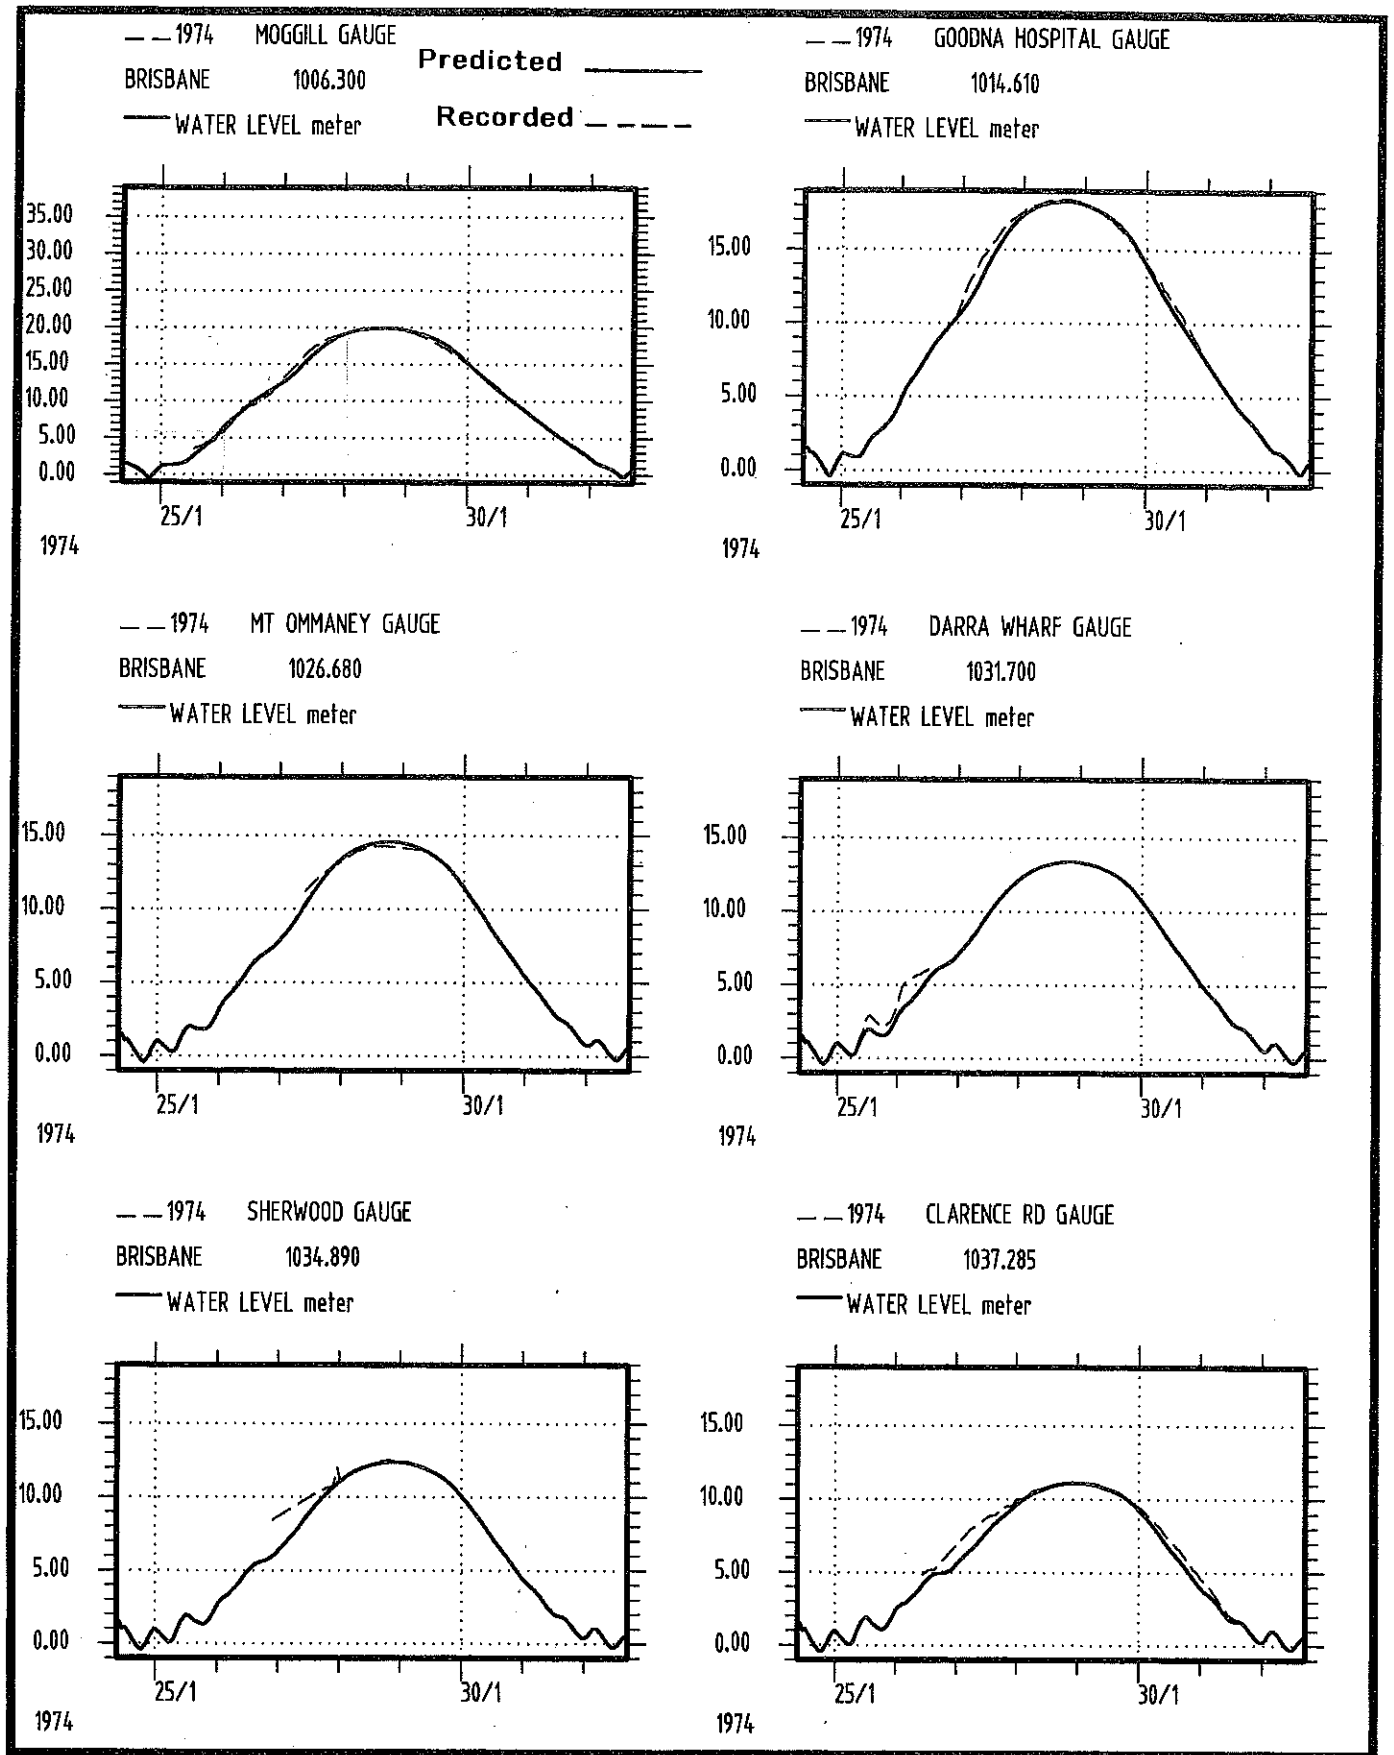 — — 1974 MOGGILL GAUGE
BRISBANE 1006.300
WATER LEVEL meter
Predicted
Recorded
35.00
30.00
25.00
20.00
15.00
10.00
5.00
0.00
25/1 30/1
1974
— — 1974 GOODNA HOSPITAL GAUGE
BRISBANE 1014.610
WATER LEVEL meter
15.00
10.00
5.00
0.00
25/1 30/1
1974
— — 1974 MT OMMANEY GAUGE
BRISBANE 1026.680
WATER LEVEL meter
15.00
10.00
5.00
0.00
25/1 30/1
1974
— — 1974 DARRA WHARF GAUGE
BRISBANE 1031.700
WATER LEVEL meter
15.00
10.00
5.00
0.00
25/1 30/1
1974
— — 1974 SHERWOOD GAUGE
BRISBANE 1034.890
WATER LEVEL meter
15.00
10.00
5.00
0.00
25/1 30/1
1974
— — 1974 CLARENCE RD GAUGE
BRISBANE 1037.285
WATER LEVEL meter
15.00
10.00
5.00
0.00
25/1 30/1
1974